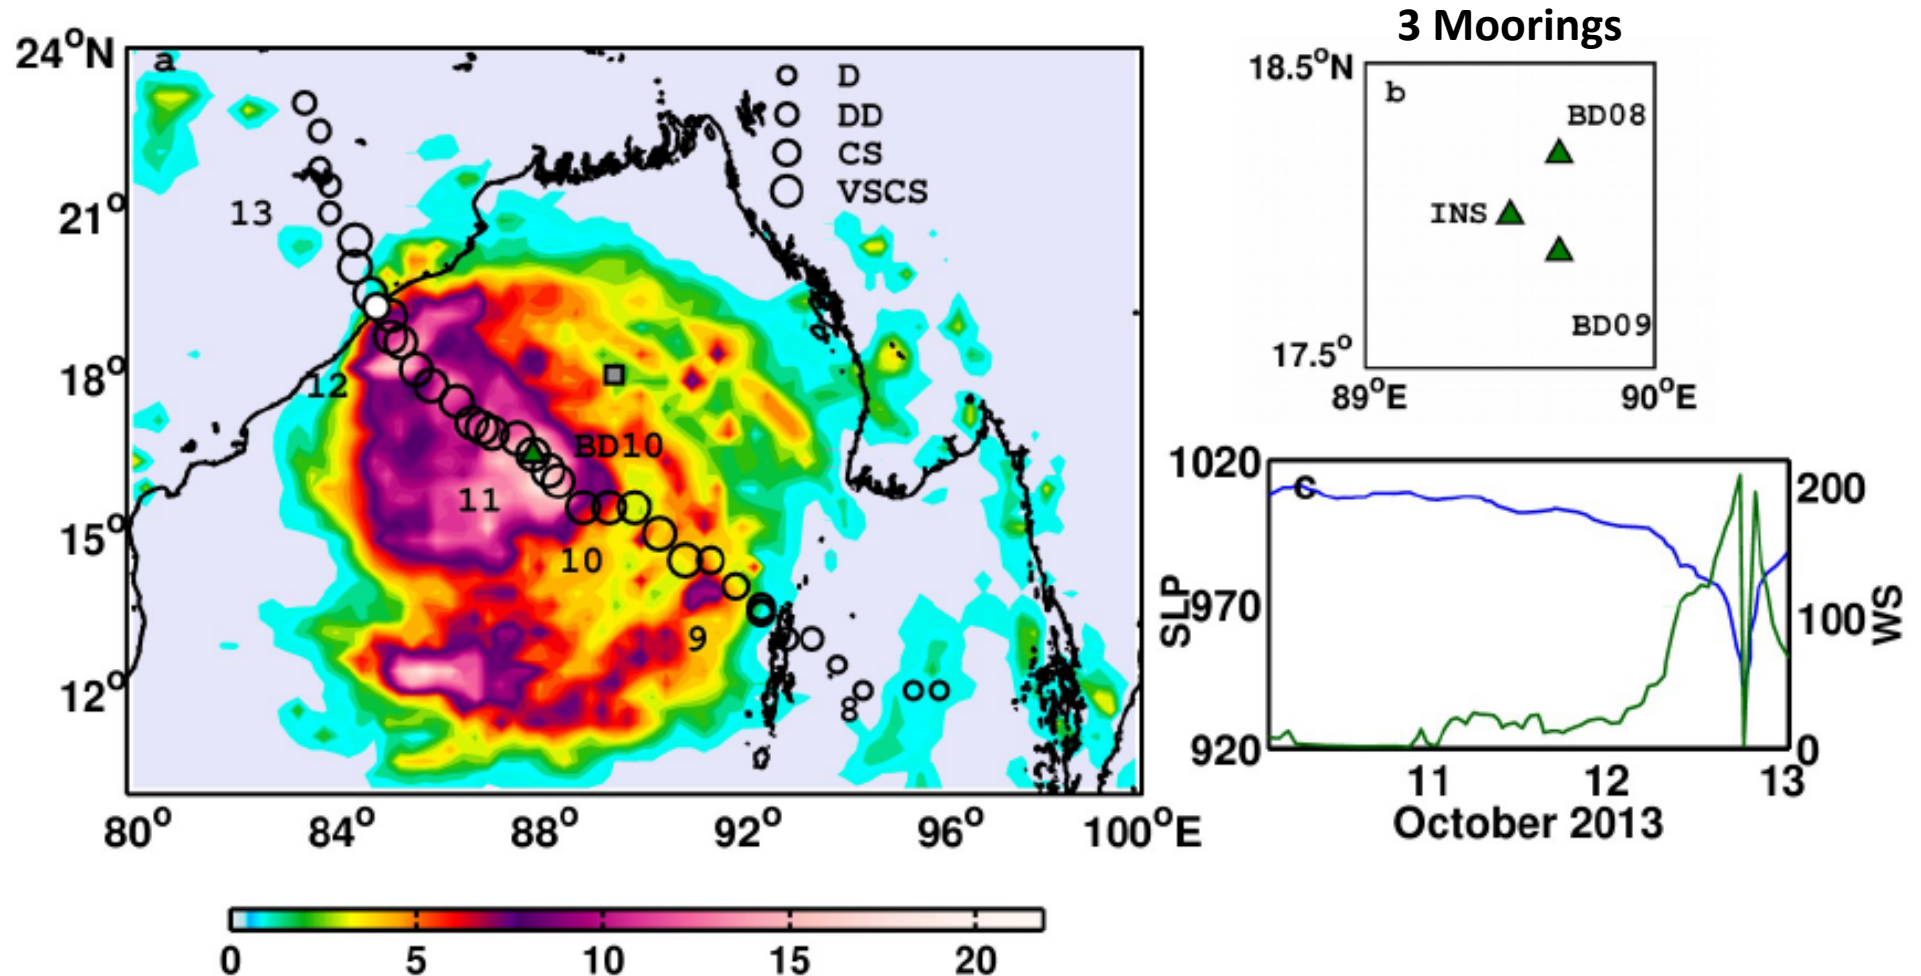 3 Moorings
24°N
a
D
DD
CS
VSCS
21°
13
18°
12
BD10
11
15°
10
9
12°
8
80°
84°
88°
92°
96°
100°E
0
5
10
15
20
18.5°N
b
BD08
INS
BD09
17.5°
89°E
90°E
1020
c
200
SLP
970
100
WS
920
0
11
12
13
October 2013